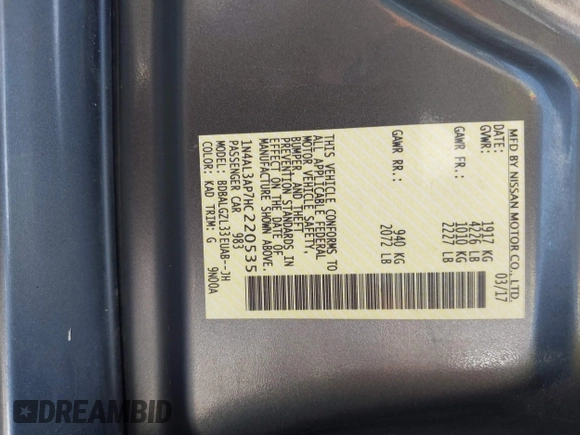 MFD BY NISSAN MOTOR CO., LTD.
DATE: 03/17
GVWR: 1917 KG
4226 LB
GAWR FR.: 1010 KG
2227 LB
GAWR RR.: 940 KG
2072 LB
THIS VEHICLE CONFORMS TO
ALL APPLICABLE FEDERAL
MOTOR VEHICLE SAFETY,
BUMPER, AND THEFT
PREVENTION STANDARDS IN
EFFECT ON THE DATE OF
MANUFACTURE SHOWN ABOVE.
1N4AL3AP7HC220535
PASSENGER CAR 983
MODEL: BDBALGZL33EUAB--JH
COLOR: KAD TRIM: G 9N00A
DREAMBID